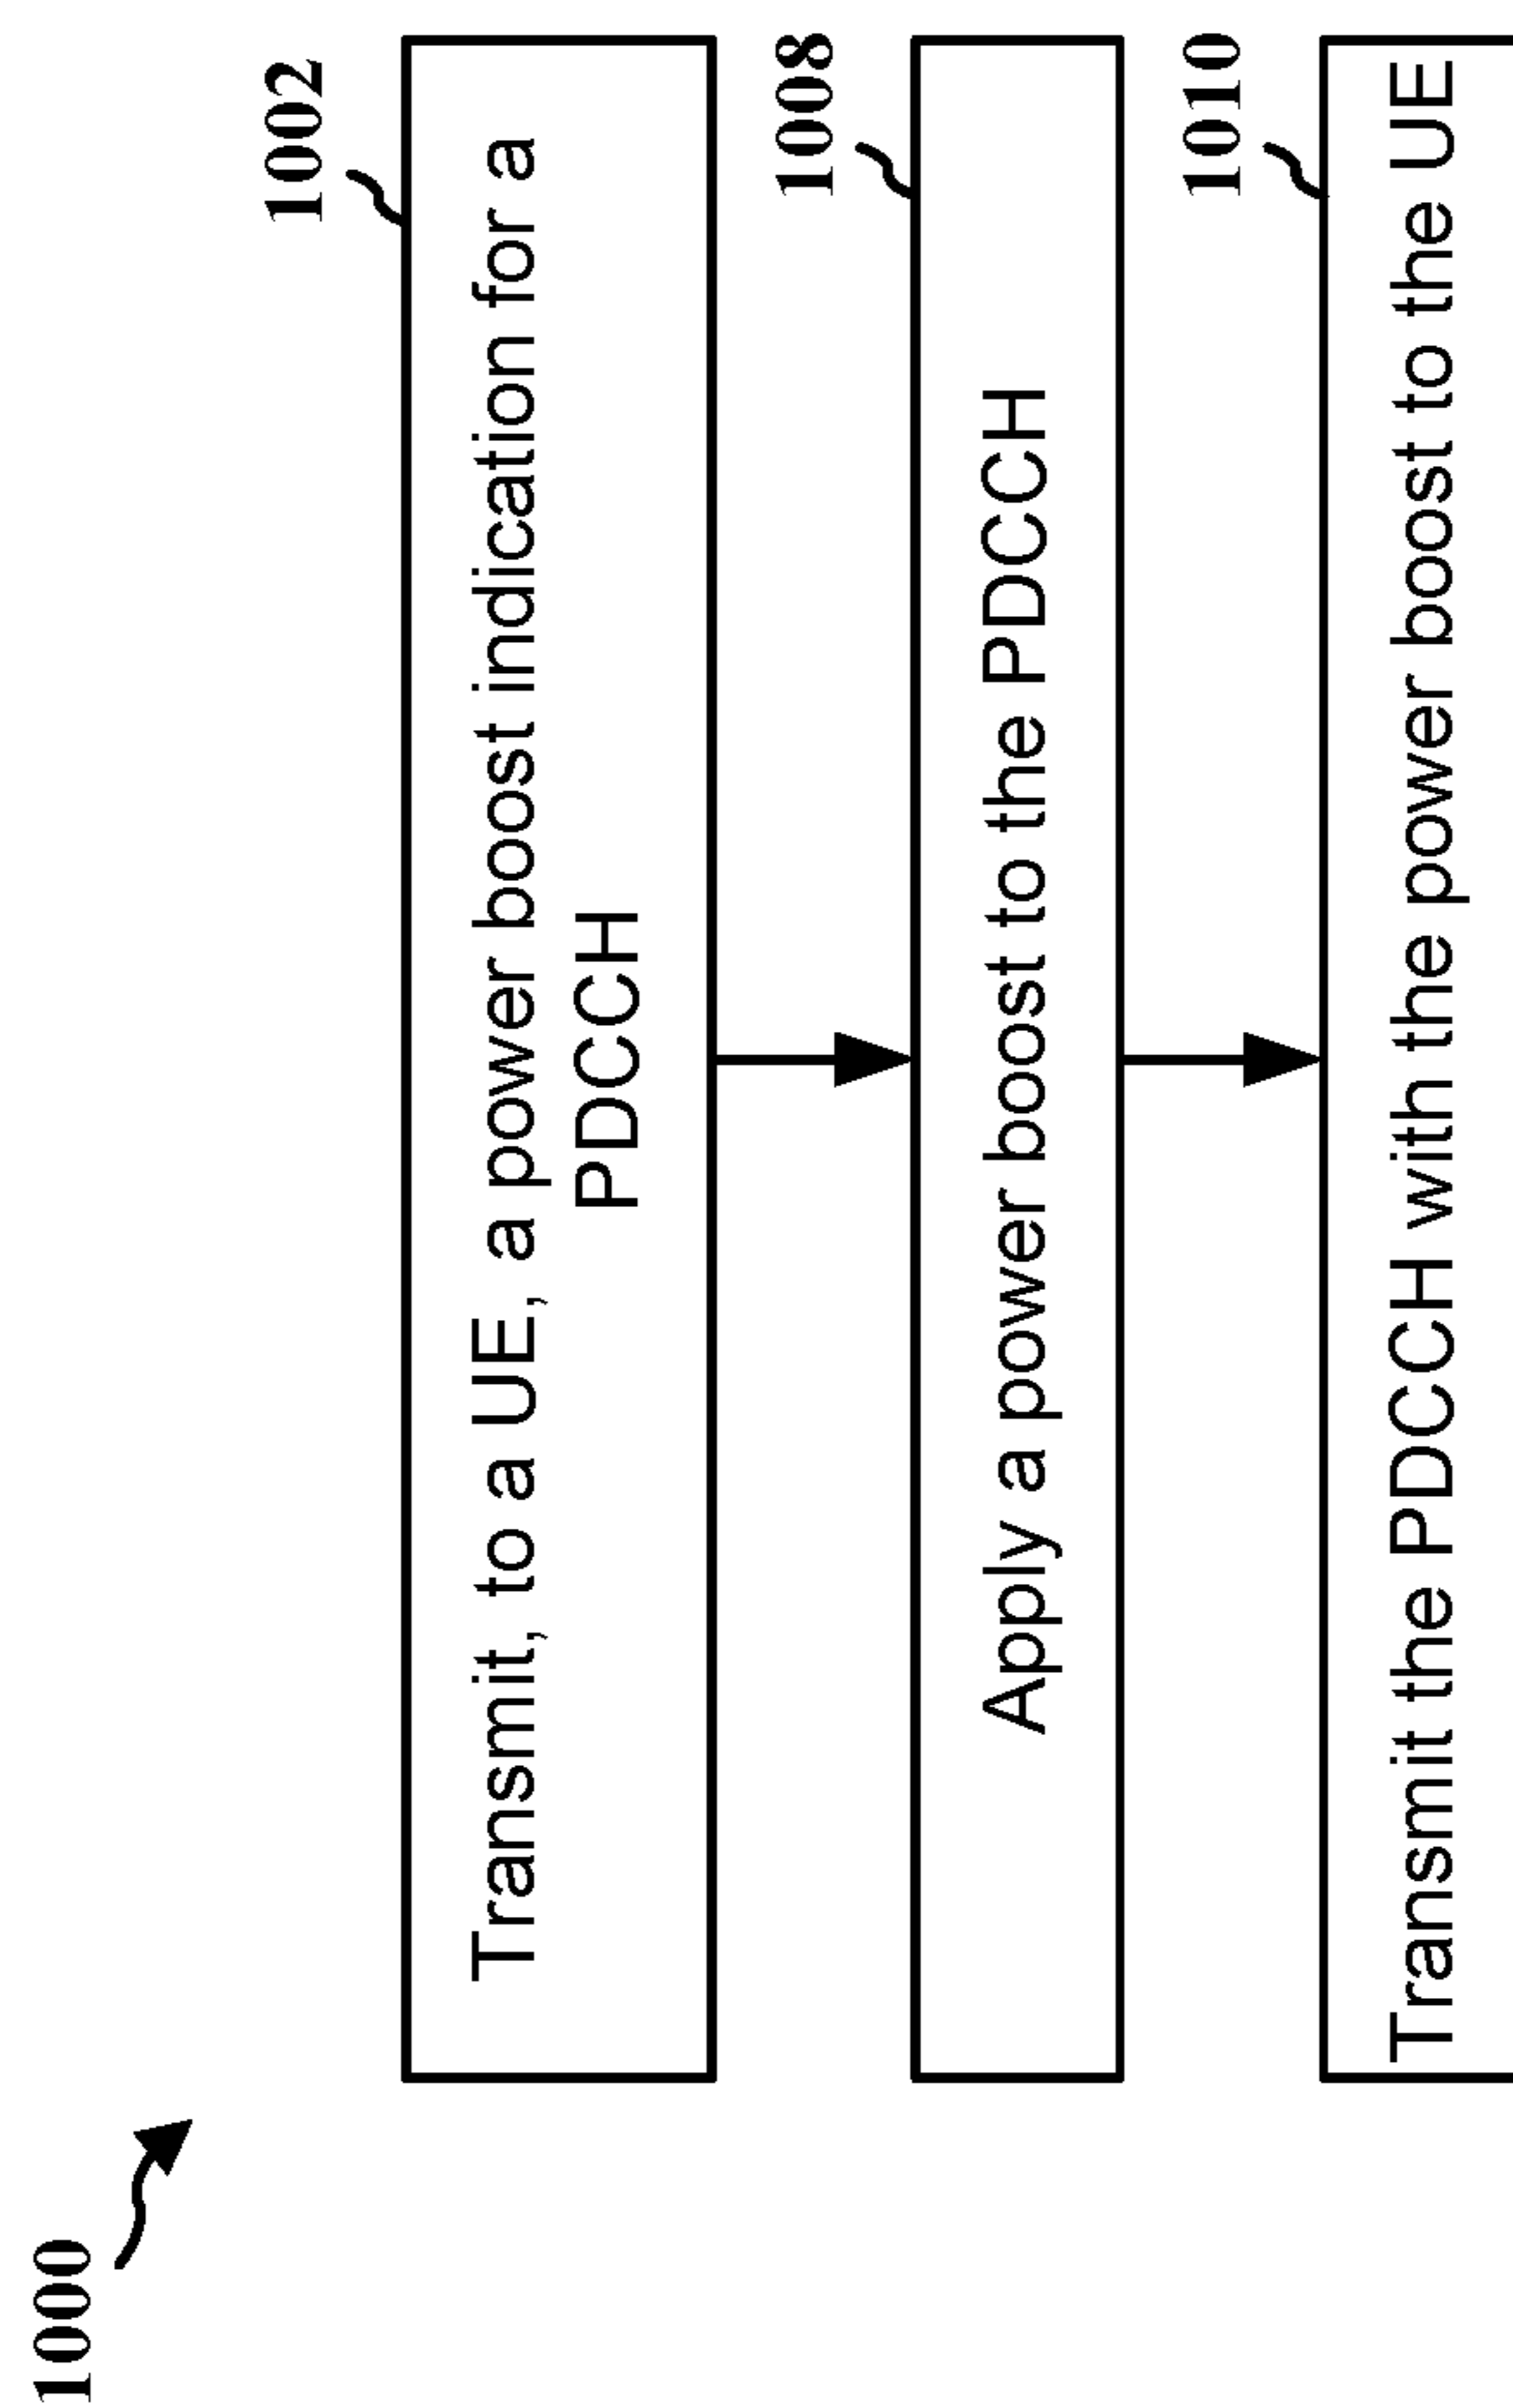 1000
1002
Transmit, to a UE, a power boost indication for a
PDCCH
1008
Apply a power boost to the PDCCH
1010
Transmit the PDCCH with the power boost to the UE